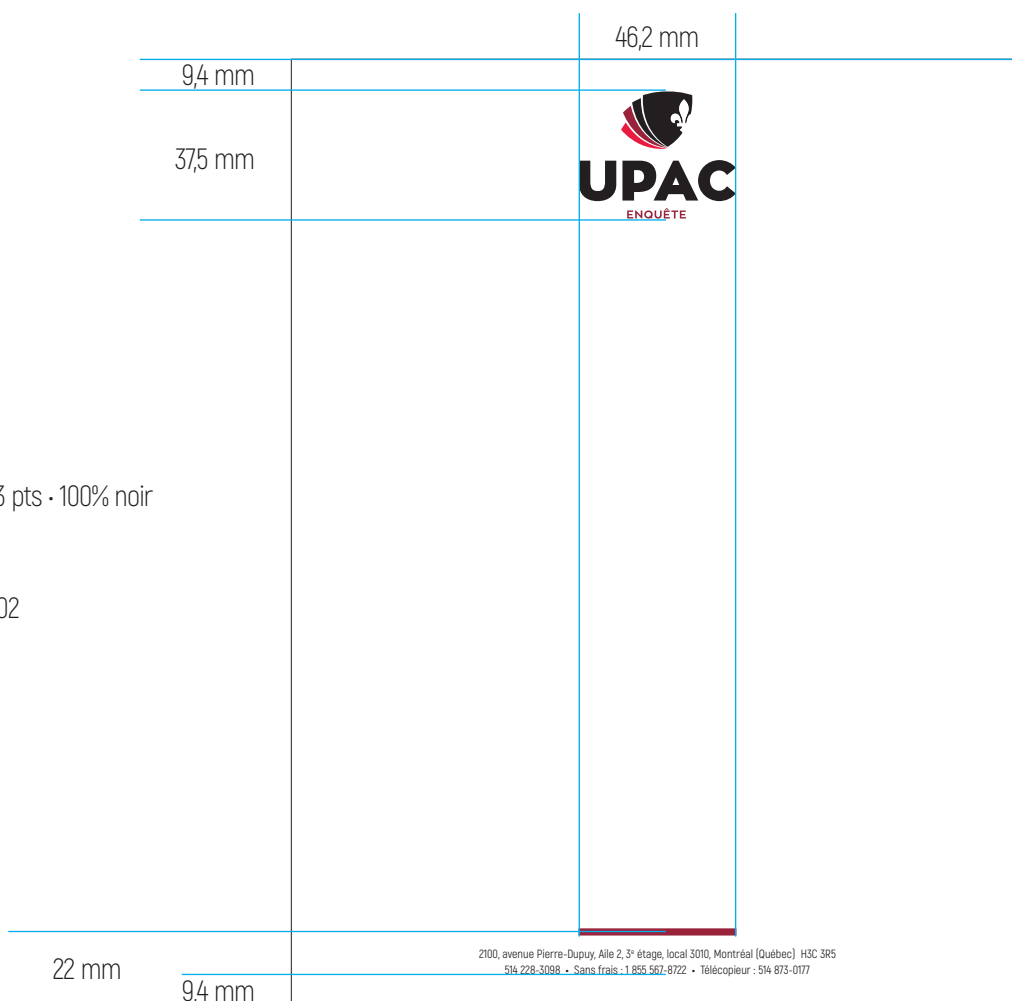 46,2 mm
9,4 mm
37,5 mm
UPAC
ENQUÊTE
3 pts • 100% noir
02
2100, avenue Pierre-Dupuy, Aile 2, 3e étage, local 3010, Montréal (Québec) H3C 3R5
22 mm
514 228-3098 • Sans frais : 1 855 567-8722 • Télécopieur : 514 873-0177
9,4 mm